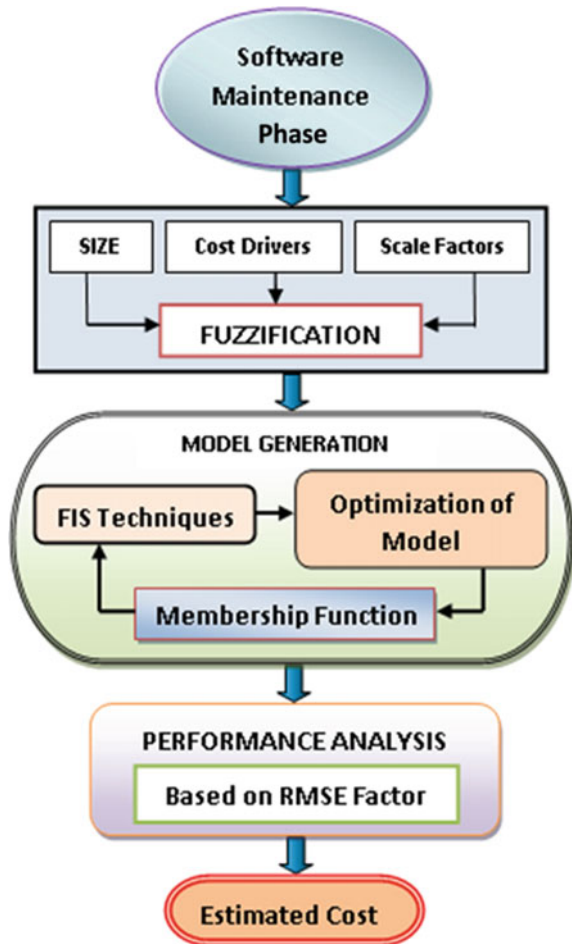 Software
Maintenance
Phase
SIZE
Cost Drivers
Scale Factors
FUZZIFICATION
MODEL GENERATION
FIS Techniques
Optimization of
Model
Membership Function
PERFORMANCE ANALYSIS
Based on RMSE Factor
Estimated Cost